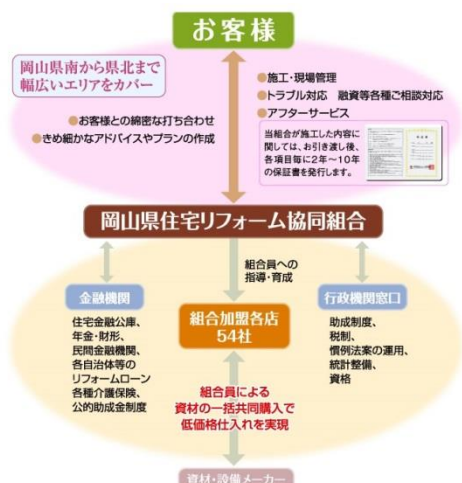 お客様
岡山県南から県北まで
幅広いエリアをカバー
●お客様との綿密な打ち合わせ
●きめ細かなアドバイスやプランの作成
●施工・現場管理
●トラブル対応　融資等各種ご相談対応
●アフターサービス
当組合が施工した内容に
関しては、お引き渡し後、
各項目毎に2年～10年
の保証書を発行します。
岡山県住宅リフォーム協同組合
組合員への
指導・育成
金融機関
住宅金融公庫、
年金・財形、
民間金融機関、
各自治体等の
リフォームローン
各種介護保険、
公的助成金制度
組合加盟各店
54社
行政機関窓口
助成制度、
税制、
慣例法案の運用、
統計整備、
資格
組合員による
資材の一括共同購入で
低価格仕入れを実現
資材・設備メーカー